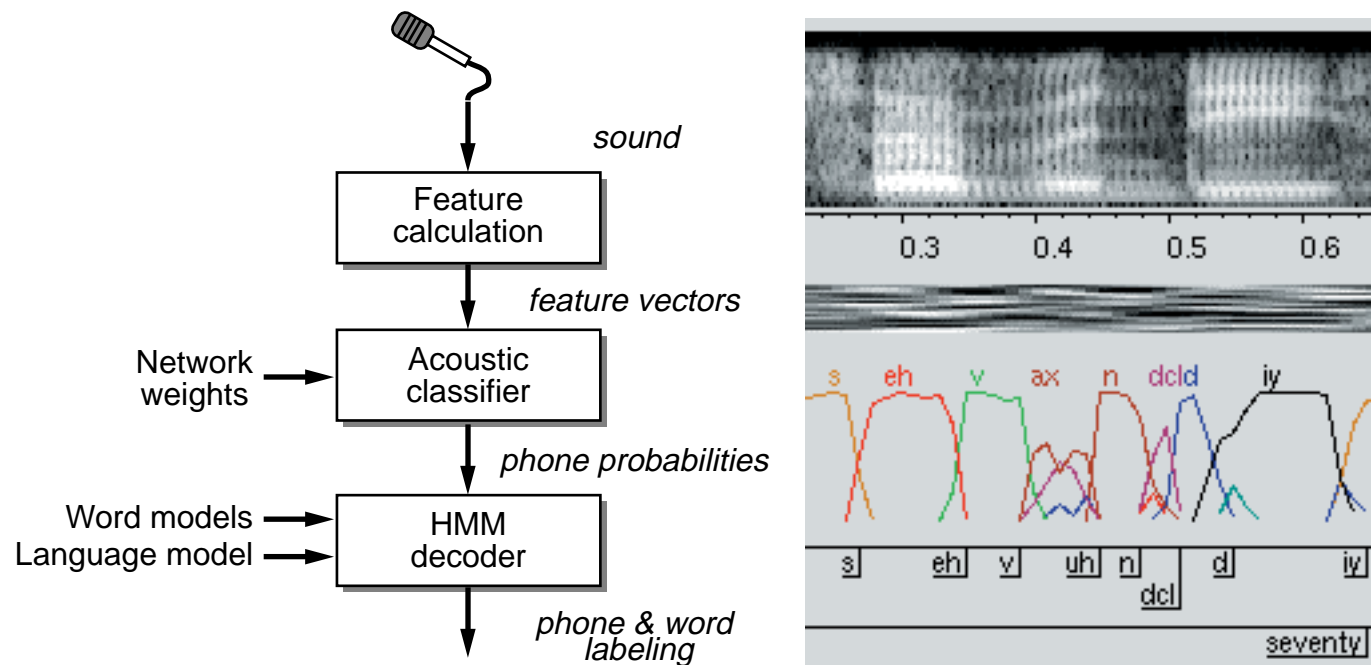 sound
Feature
calculation
feature vectors
Network
weights
Acoustic
classifier
phone probabilities
Word models
Language model
HMM
decoder
phone & word
labeling
0.3 0.4 0.5 0.6
s eh v ax n dcl d iy
s eh v uh n d iy
dcl
seventy